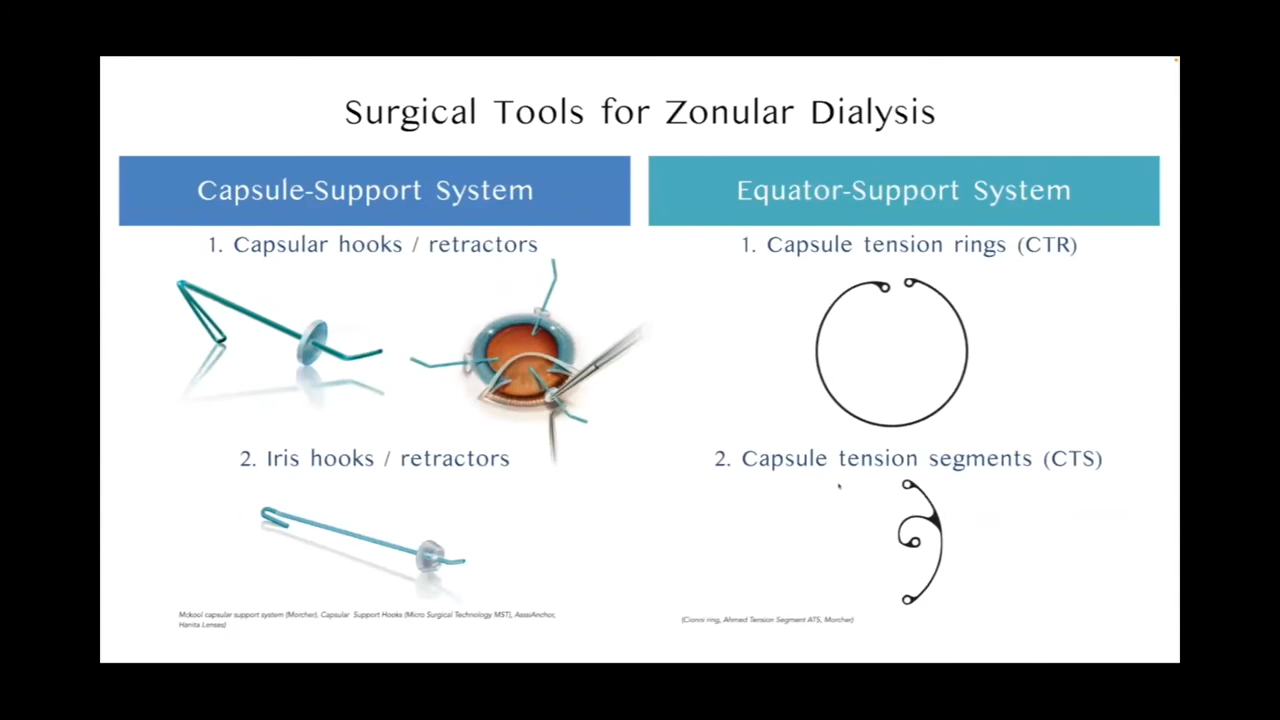 Surgical Tools for Zonular Dialysis
Capsule-Support System
1. Capsular hooks / retractors
2. Iris hooks / retractors
Mckool capsular support system (Morcher), Capsular Support Hooks (Micro Surgical Technology MST), AssiAnchor,
Hanita Lenses)
Equator-Support System
1. Capsule tension rings (CTR)
2. Capsule tension segments (CTS)
(Cionni ring, Ahmed Tension Segment ATS, Morcher)